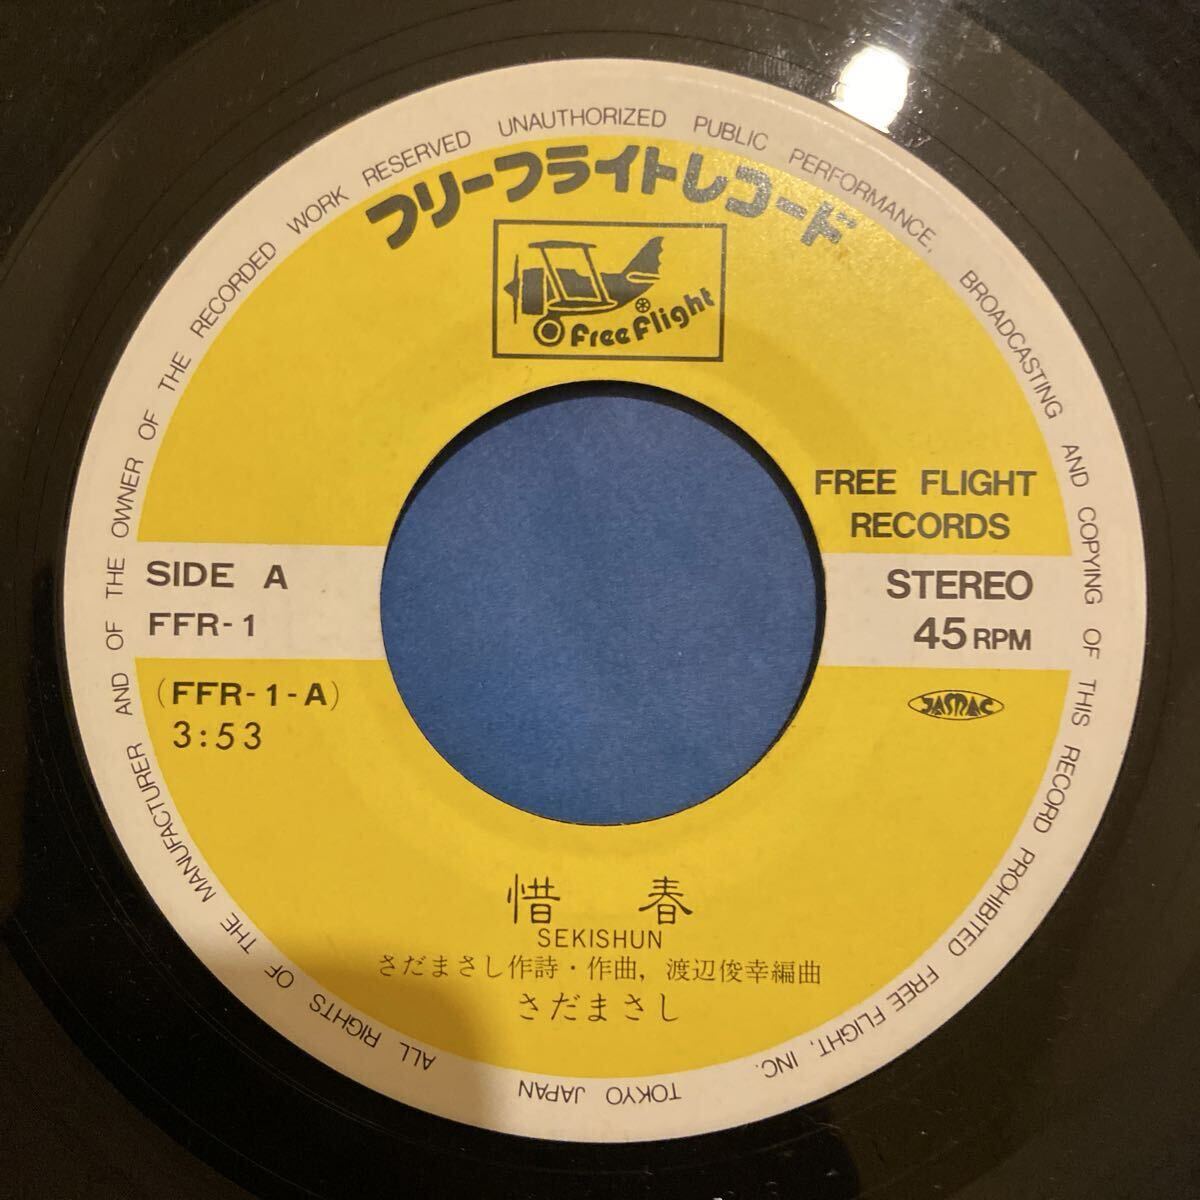 ALL RIGHTS OF THE MANUFACTURER AND OF THE OWNER OF THE RECORDED WORK RESERVED UNAUTHORIZED PUBLIC PERFORMANCE, BROADCASTING AND COPYING OF THIS RECORD PROHIBITED FREE FLIGHT, INC. TOKYO JAPAN
フリーフライトレコード
FreeFlight
FREE FLIGHT
RECORDS
SIDE A
STEREO
FFR-1
45 RPM
(FFR-1-A)
JASRAC
3:53
惜春
SEKISHUN
さだまさし作詩・作曲, 渡辺俊幸編曲
さだまさし